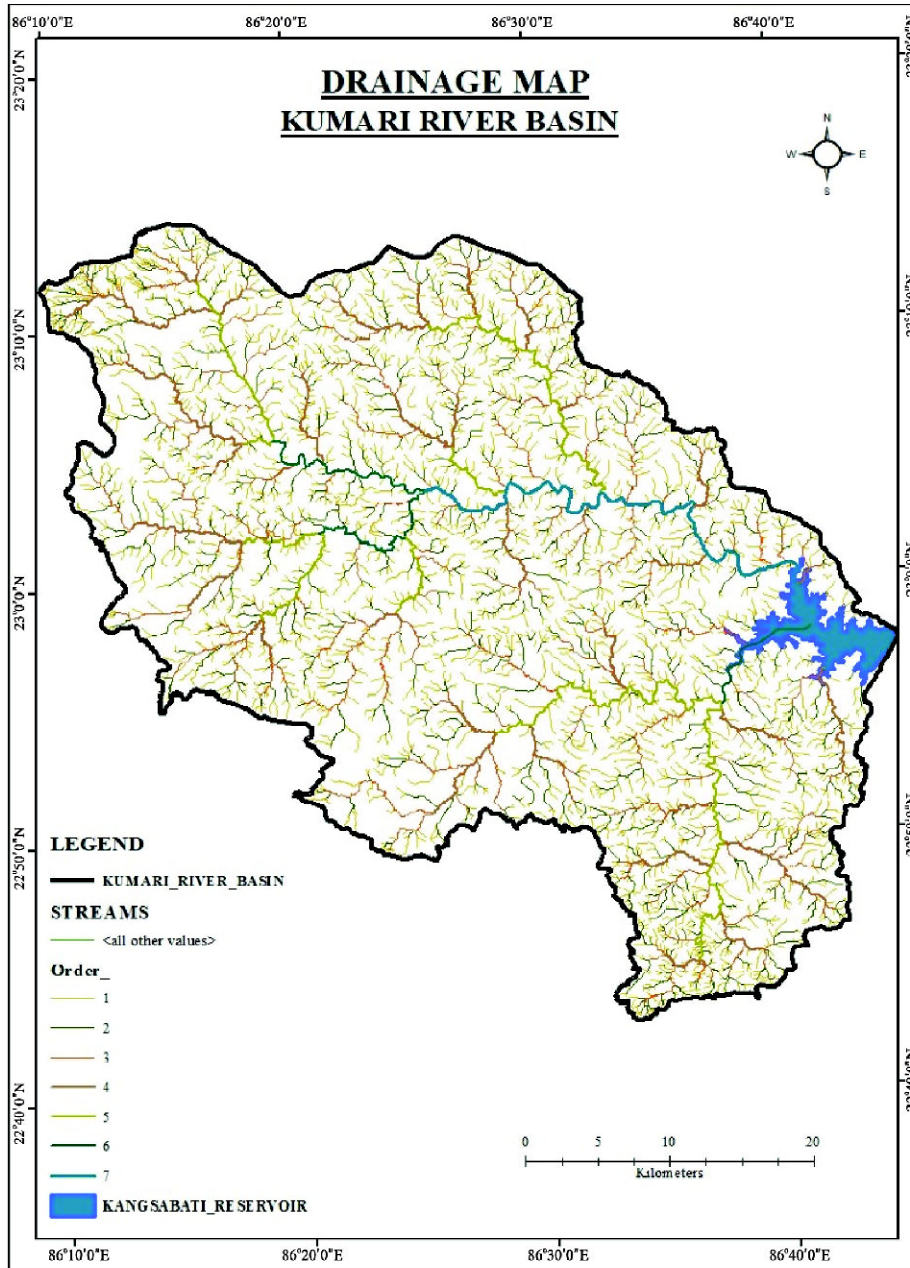 86°10'0"E 86°20'0"E 86°30'0"E 86°40'0"E
DRAINAGE MAP
KUMARI RIVER BASIN
N
W E
S
23°20'0"N
23°10'0"N
23°0'0"N
22°50'0"N
22°40'0"N
LEGEND
KUMARI_RIVER_BASIN
STREAMS
<all other values>
Order_
1
2
3
4
5
6
7
KANGSABATI_RESERVOIR
0 5 10 20
Kilometers
86°10'0"E 86°20'0"E 86°30'0"E 86°40'0"E